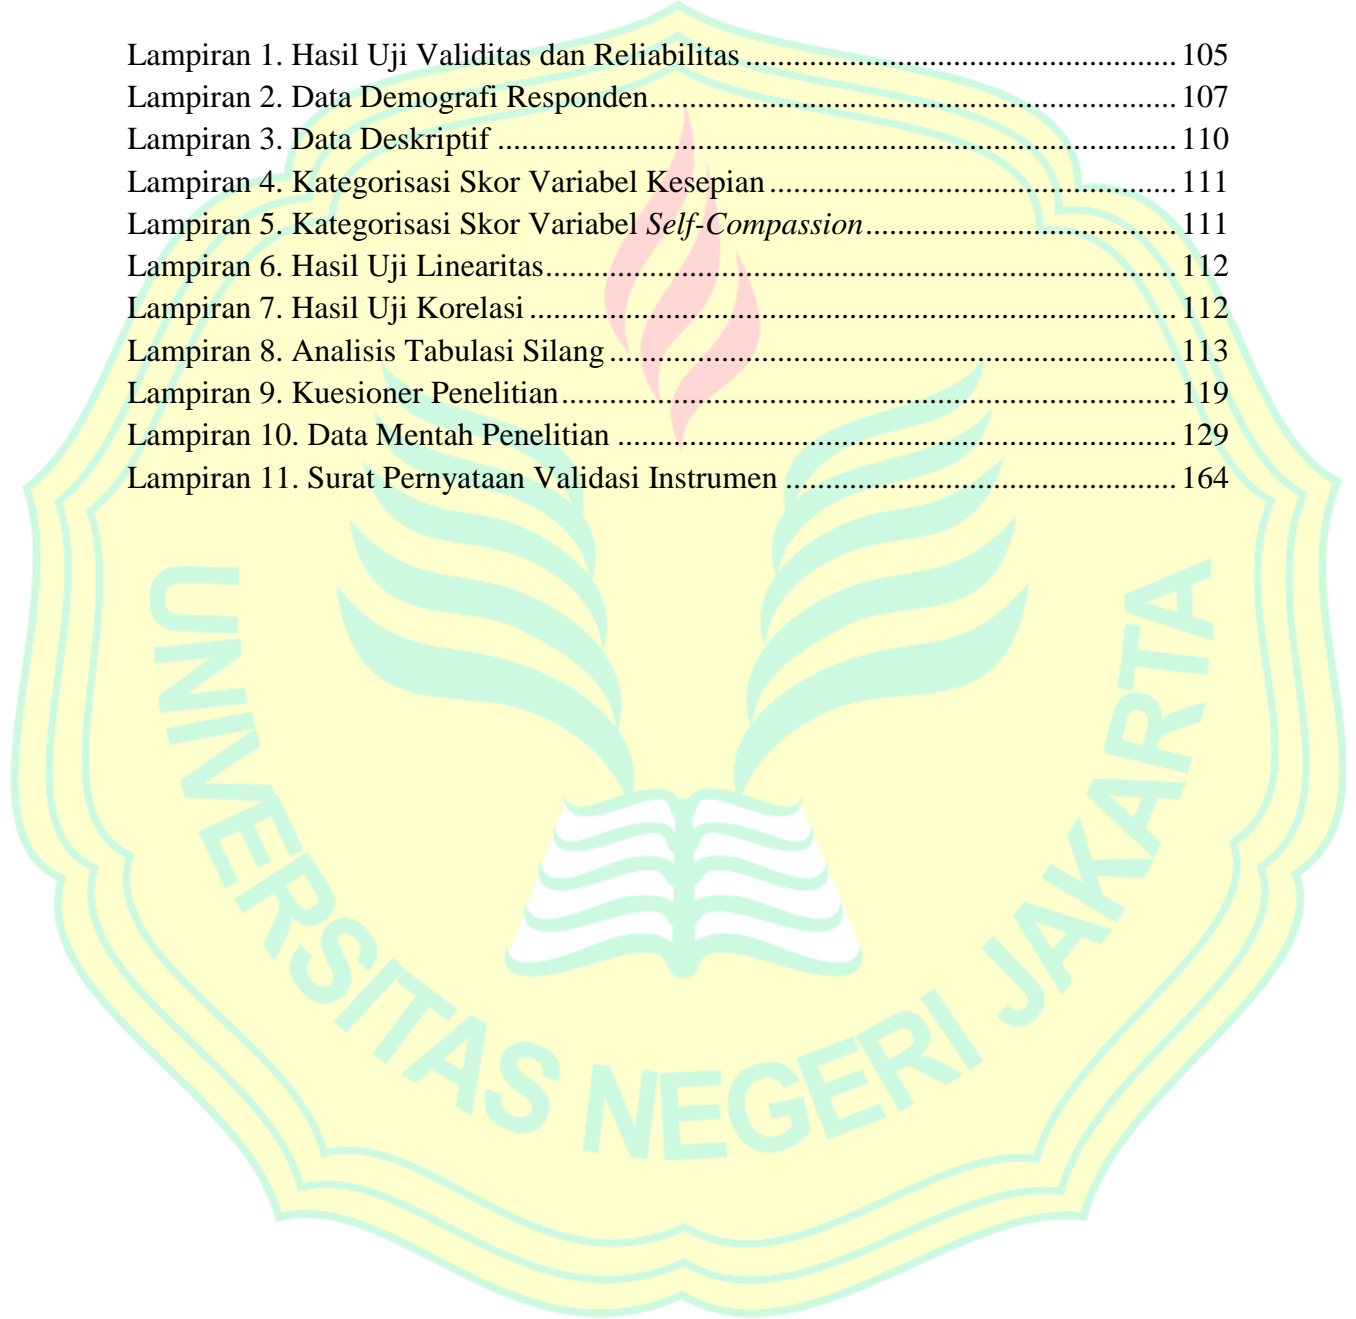 Lampiran 1. Hasil Uji Validitas dan Reliabilitas ..................................................... 105
Lampiran 2. Data Demografi Responden................................................................. 107
Lampiran 3. Data Deskriptif .................................................................................... 110
Lampiran 4. Kategorisasi Skor Variabel Kesepian .................................................. 111
Lampiran 5. Kategorisasi Skor Variabel Self-Compassion...................................... 111
Lampiran 6. Hasil Uji Linearitas.............................................................................. 112
Lampiran 7. Hasil Uji Korelasi ................................................................................ 112
Lampiran 8. Analisis Tabulasi Silang ...................................................................... 113
Lampiran 9. Kuesioner Penelitian............................................................................ 119
Lampiran 10. Data Mentah Penelitian ..................................................................... 129
Lampiran 11. Surat Pernyataan Validasi Instrumen ................................................ 164
UNIVERSITAS NEGERI JAKARTA